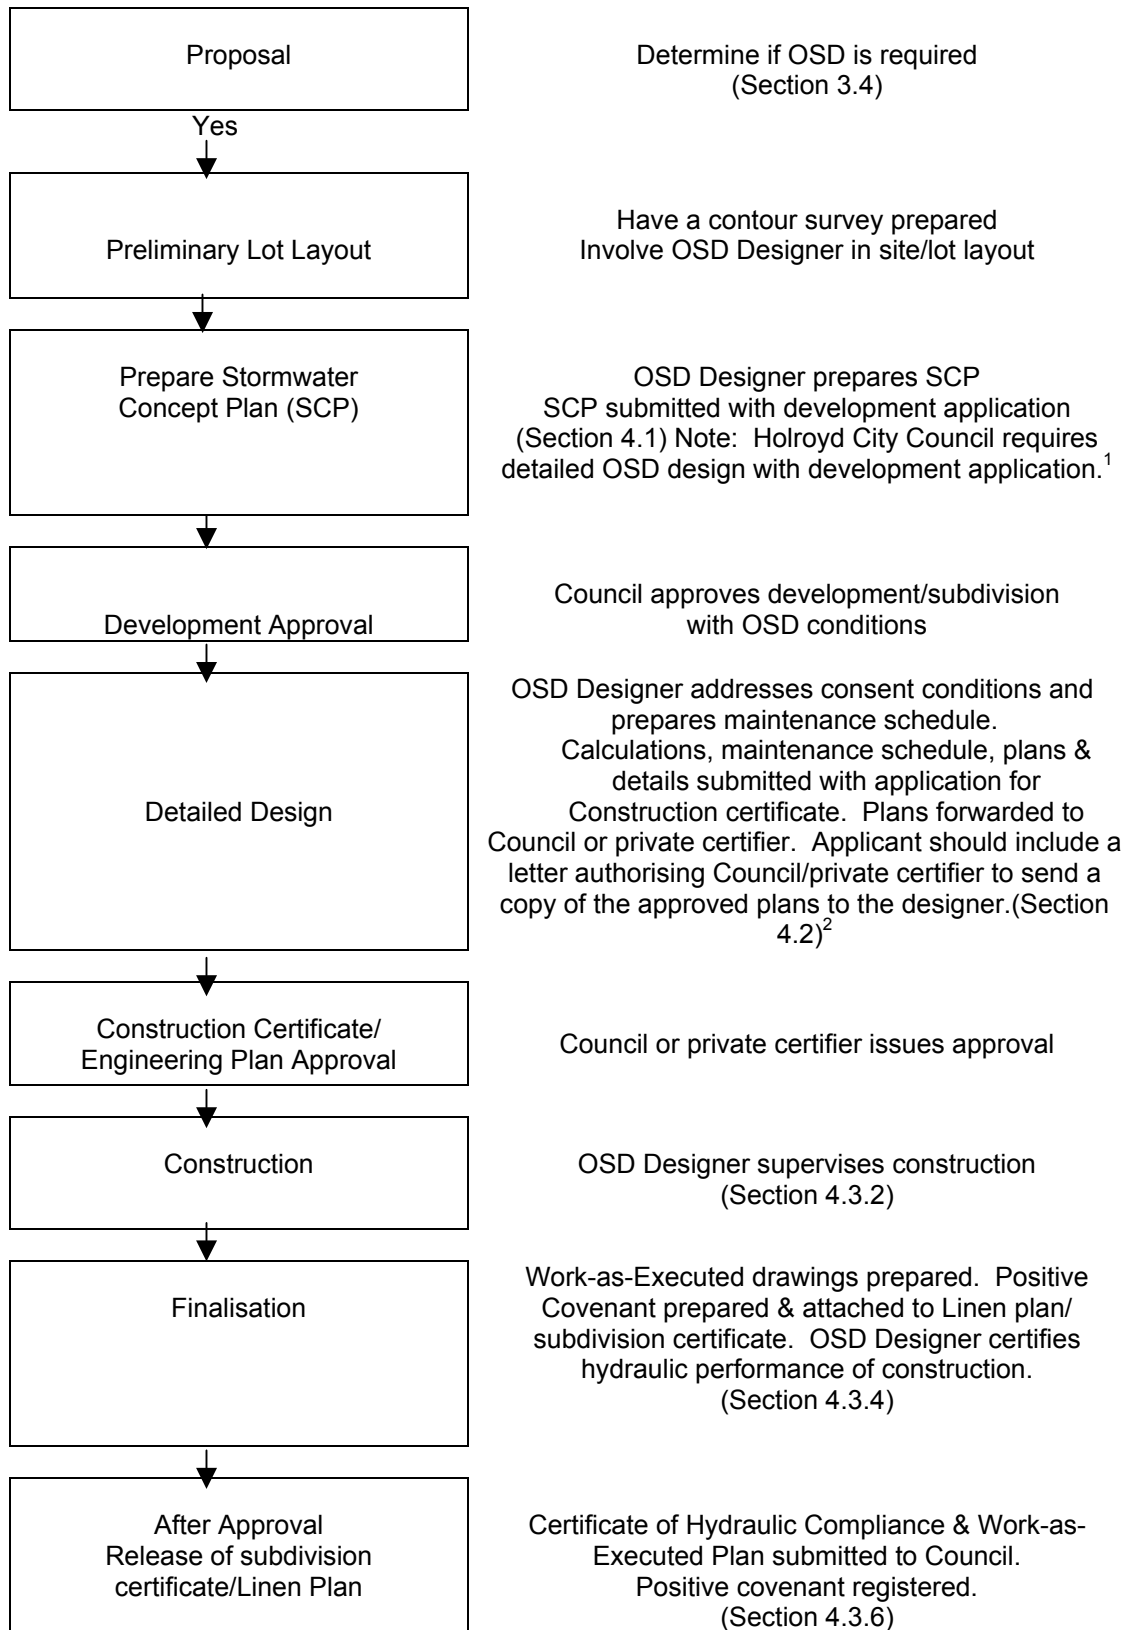 Proposal
Determine if OSD is required
(Section 3.4)
Yes
Preliminary Lot Layout
Have a contour survey prepared
Involve OSD Designer in site/lot layout
Prepare Stormwater
Concept Plan (SCP)
OSD Designer prepares SCP
SCP submitted with development application
(Section 4.1) Note:  Holroyd City Council requires
detailed OSD design with development application.1
Development Approval
Council approves development/subdivision
with OSD conditions
Detailed Design
OSD Designer addresses consent conditions and
prepares maintenance schedule.
Calculations, maintenance schedule, plans &
details submitted with application for
Construction certificate.  Plans forwarded to
Council or private certifier.  Applicant should include a
letter authorising Council/private certifier to send a
copy of the approved plans to the designer.(Section
4.2)2
Construction Certificate/
Engineering Plan Approval
Council or private certifier issues approval
Construction
OSD Designer supervises construction
(Section 4.3.2)
Finalisation
Work-as-Executed drawings prepared.  Positive
Covenant prepared & attached to Linen plan/
subdivision certificate.  OSD Designer certifies
hydraulic performance of construction.
(Section 4.3.4)
After Approval
Release of subdivision
certificate/Linen Plan
Certificate of Hydraulic Compliance & Work-as-
Executed Plan submitted to Council.
Positive covenant registered.
(Section 4.3.6)